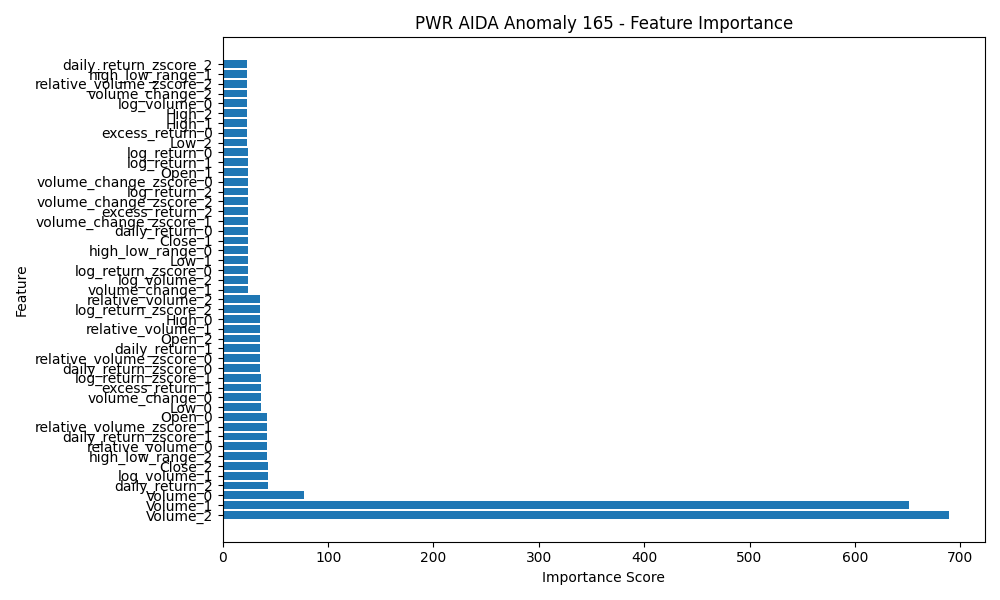 PWR AIDA Anomaly 165 - Feature Importance
daily_return_zscore_2
high_low_range_1
relative_volume_zscore_2
volume_change_2
log_volume_0
High_2
High_1
excess_return_0
Low_2
log_return_0
log_return_1
Open_1
volume_change_zscore_0
log_return_2
volume_change_zscore_2
excess_return_2
volume_change_zscore_1
daily_return_0
Close_1
high_low_range_0
Low_1
log_return_zscore_0
log_volume_2
volume_change_1
relative_volume_2
log_return_zscore_2
High_0
relative_volume_1
Open_2
daily_return_1
relative_volume_zscore_0
daily_return_zscore_0
log_return_zscore_1
excess_return_1
volume_change_0
Low_0
Open_0
relative_volume_zscore_1
daily_return_zscore_1
relative_volume_0
high_low_range_2
Close_2
log_volume_1
daily_return_2
Volume_0
Volume_1
Volume_2
Feature
0 100 200 300 400 500 600 700
Importance Score